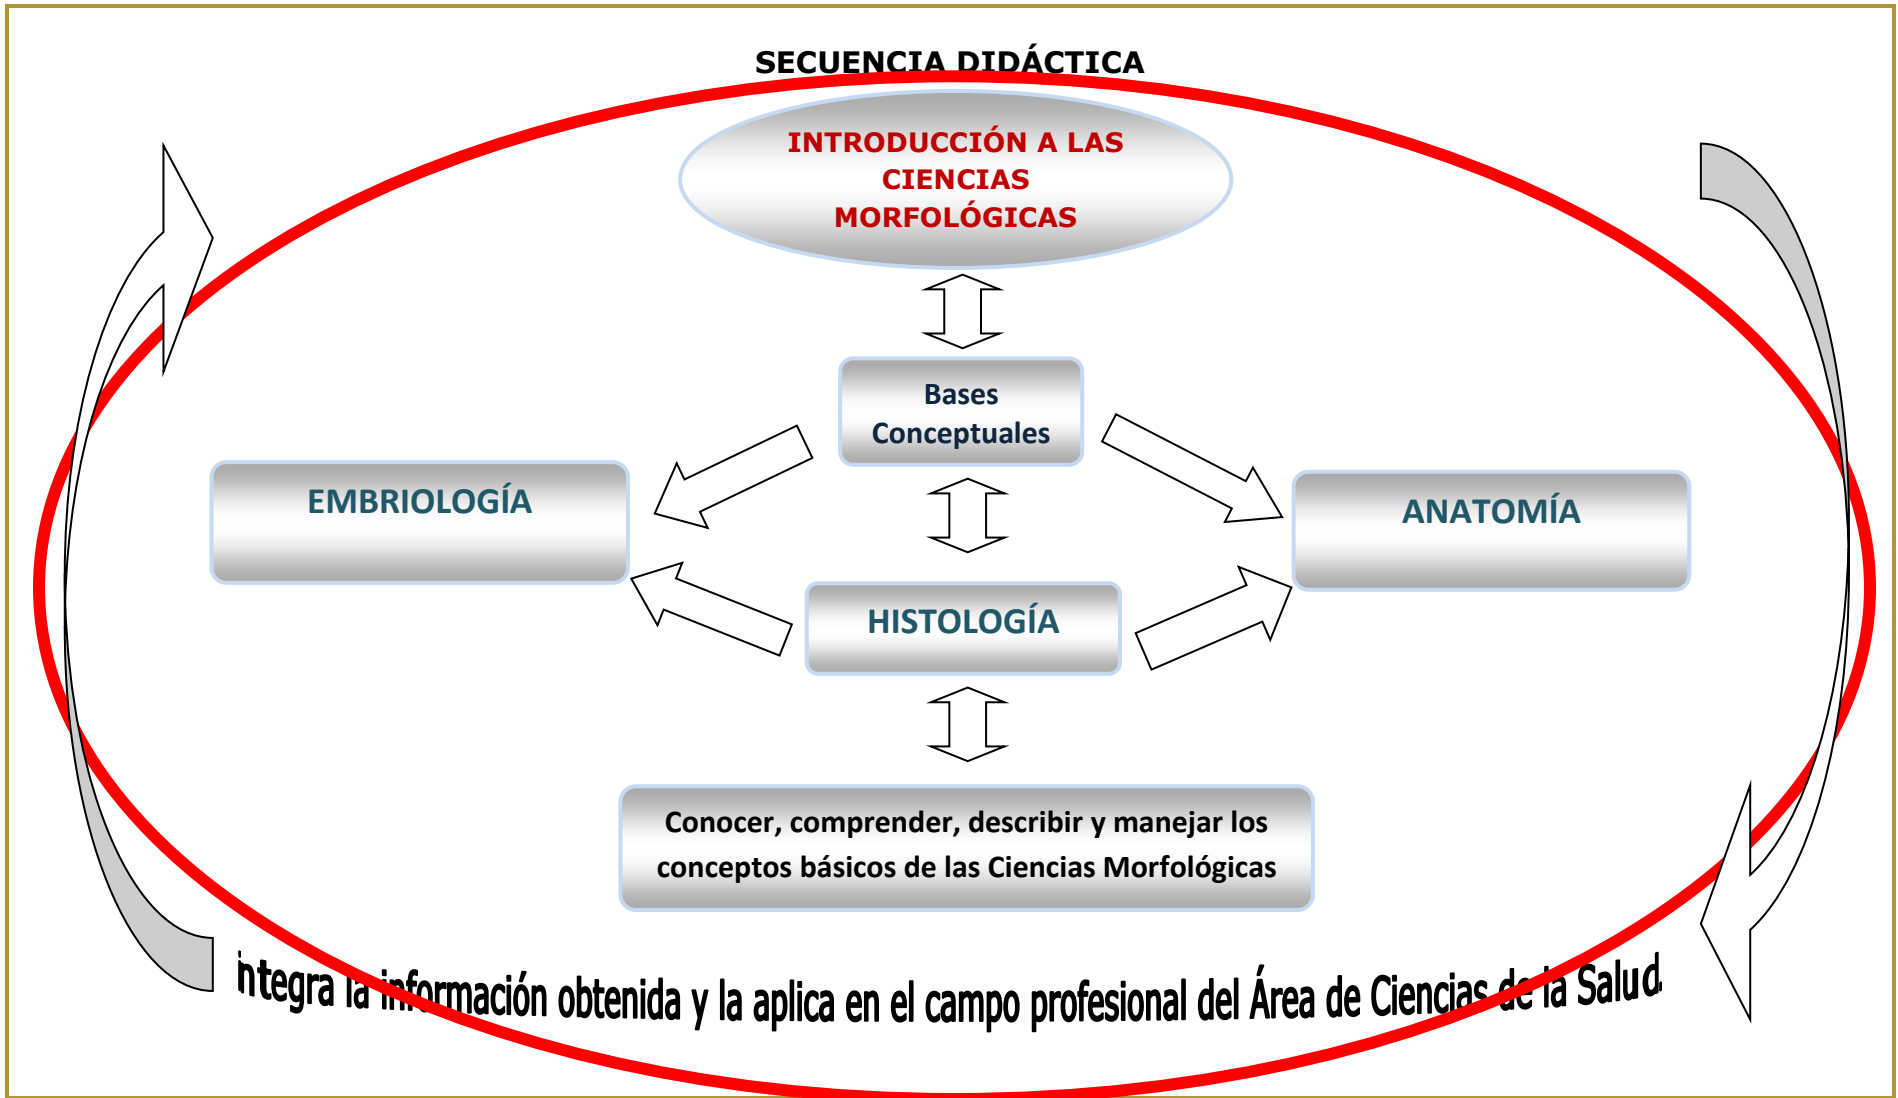 SECUENCIA DIDÁCTICA
INTRODUCCIÓN A LAS
CIENCIAS
MORFOLÓGICAS
Bases
Conceptuales
EMBRIOLOGÍA
ANATOMÍA
HISTOLOGÍA
Conocer, comprender, describir y manejar los
conceptos básicos de las Ciencias Morfológicas
integra la información obtenida y la aplica en el campo profesional del Área de Ciencias de la Salud.